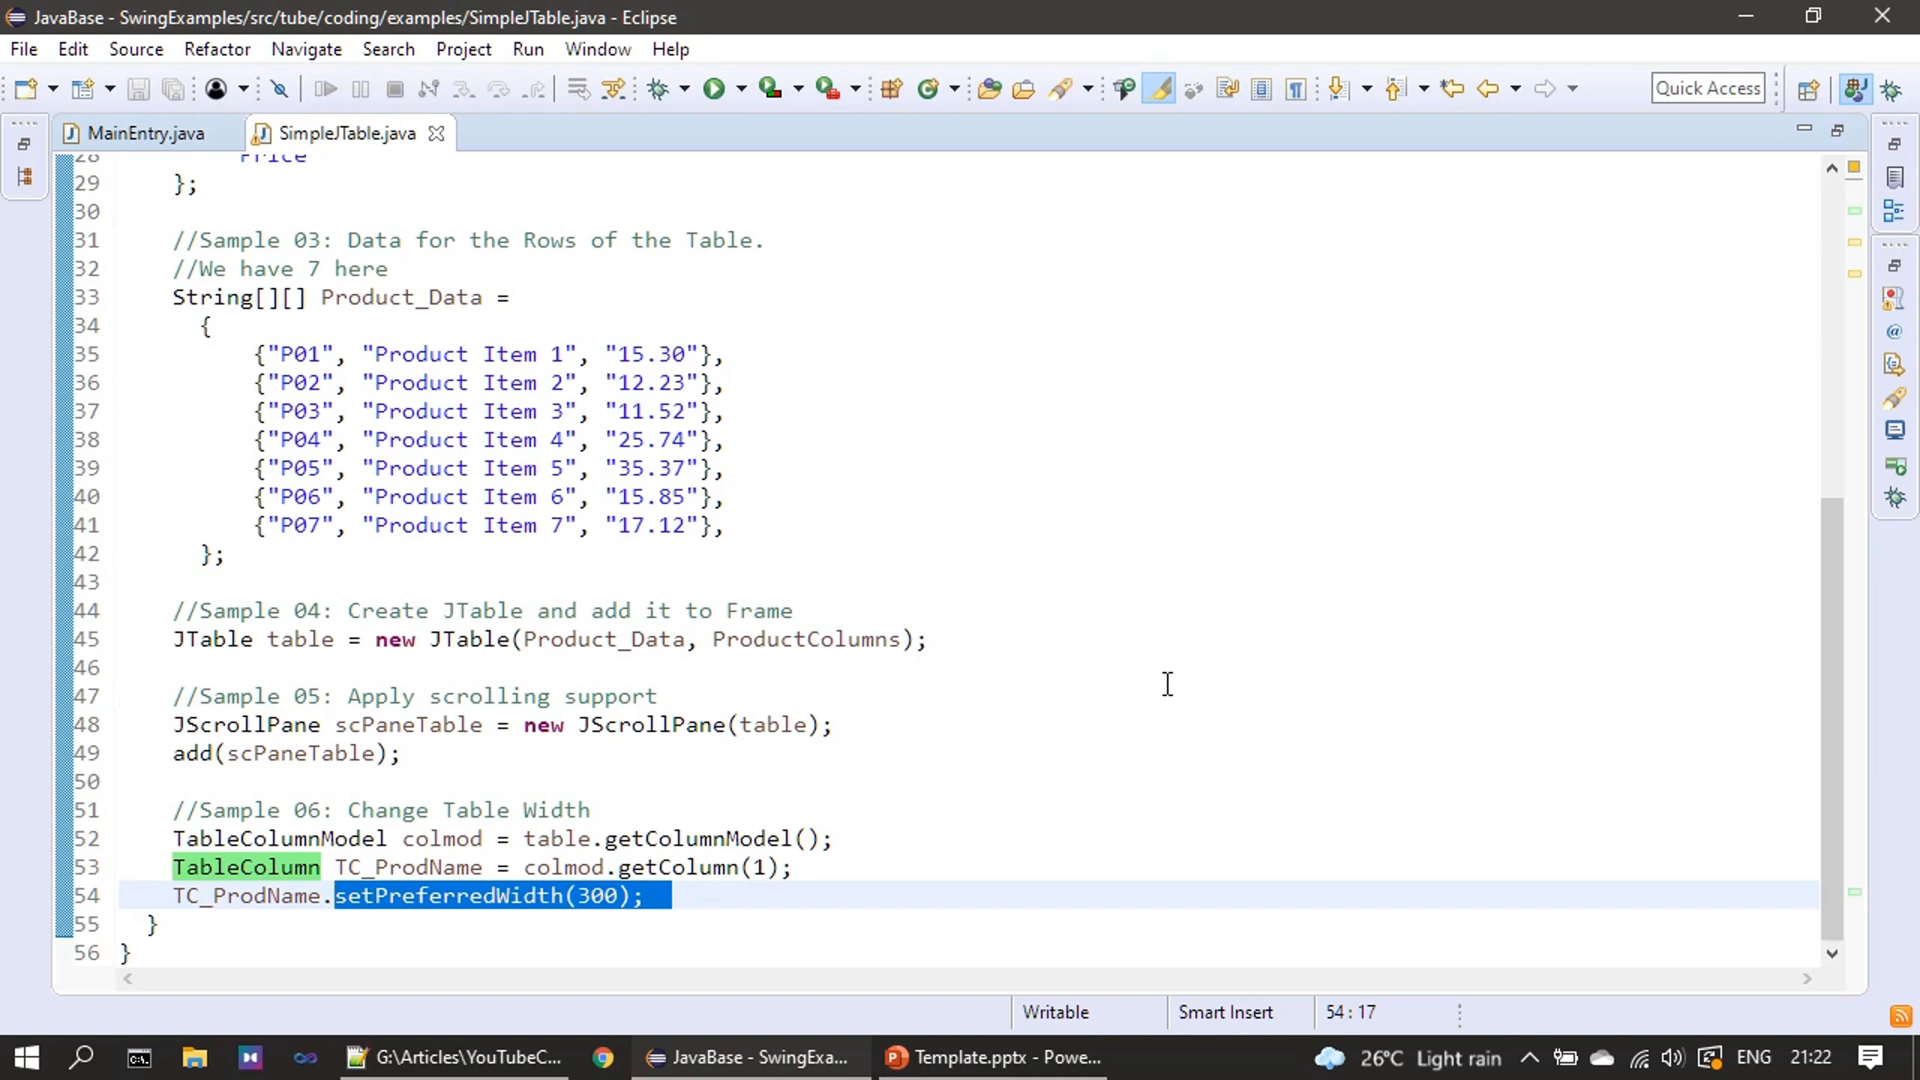 JavaBase - SwingExamples/src/tube/coding/examples/SimpleJTable.java - Eclipse
File Edit Source Refactor Navigate Search Project Run Window Help
Quick Access
MainEntry.java SimpleJTable.java
28 Price
29 };
30
31 //Sample 03: Data for the Rows of the Table.
32 //We have 7 here
33 String[][] Product_Data =
34 {
35 {"P01", "Product Item 1", "15.30"},
36 {"P02", "Product Item 2", "12.23"},
37 {"P03", "Product Item 3", "11.52"},
38 {"P04", "Product Item 4", "25.74"},
39 {"P05", "Product Item 5", "35.37"},
40 {"P06", "Product Item 6", "15.85"},
41 {"P07", "Product Item 7", "17.12"},
42 };
43
44 //Sample 04: Create JTable and add it to Frame
45 JTable table = new JTable(Product_Data, ProductColumns);
46
47 //Sample 05: Apply scrolling support
48 JScrollPane scPaneTable = new JScrollPane(table);
49 add(scPaneTable);
50
51 //Sample 06: Change Table Width
52 TableColumnModel colmod = table.getColumnModel();
53 TableColumn TC_ProdName = colmod.getColumn(1);
54 TC_ProdName.setPreferredWidth(300);
55 }
56 }
Writable Smart Insert 54 : 17
G:\Articles\YouTubeC... JavaBase - SwingExa... Template.pptx - Powe... 26°C Light rain ENG 21:22